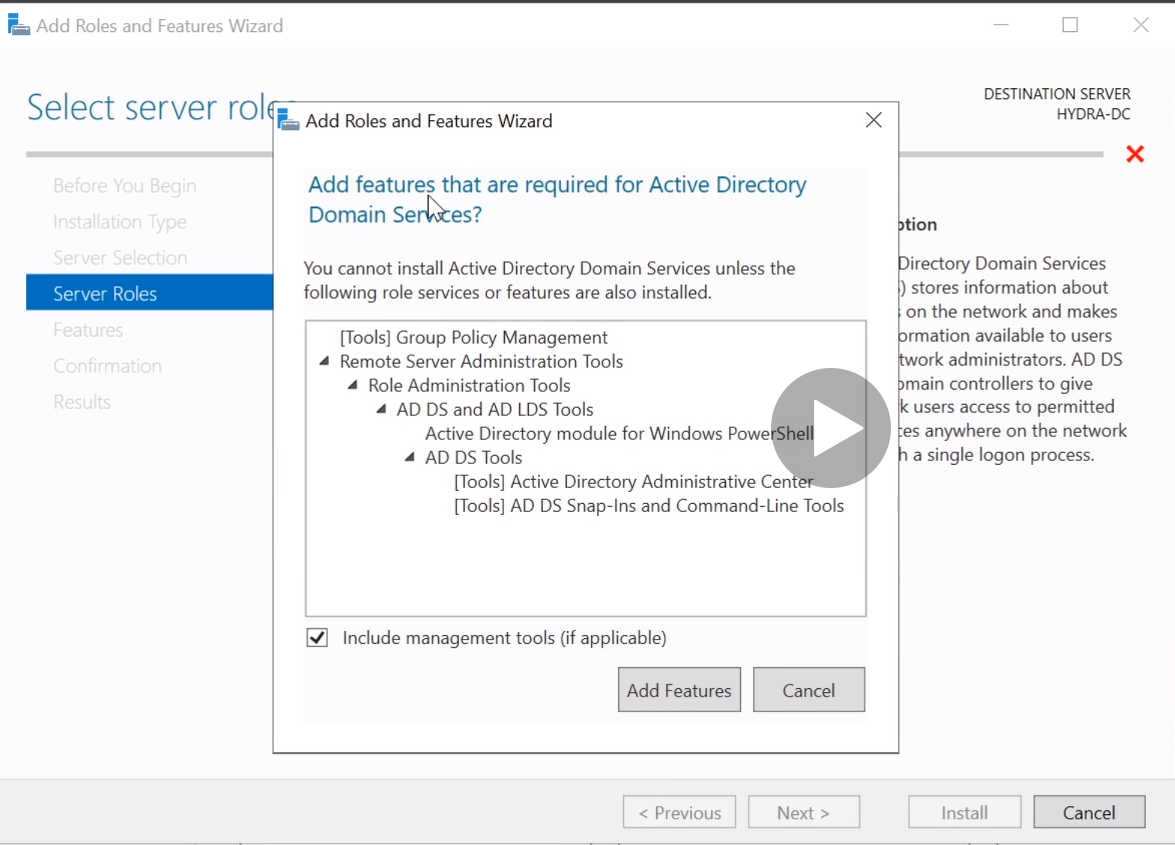 Add Roles and Features Wizard
Select server role
DESTINATION SERVER
HYDRA-DC
Before You Begin
Installation Type
Server Selection
Server Roles
Features
Confirmation
Results
Add Roles and Features Wizard
Add features that are required for Active Directory
Domain Services?
You cannot install Active Directory Domain Services unless the
following role services or features are also installed.
[Tools] Group Policy Management
Remote Server Administration Tools
Role Administration Tools
AD DS and AD LDS Tools
Active Directory module for Windows PowerShell
AD DS Tools
[Tools] Active Directory Administrative Center
[Tools] AD DS Snap-Ins and Command-Line Tools
Include management tools (if applicable)
Add Features
Cancel
Directory Domain Services
stores information about
on the network and makes
available to users
administrators. AD DS
controllers to give
users access to permitted
anywhere on the network
a single logon process.
< Previous
Next >
Install
Cancel